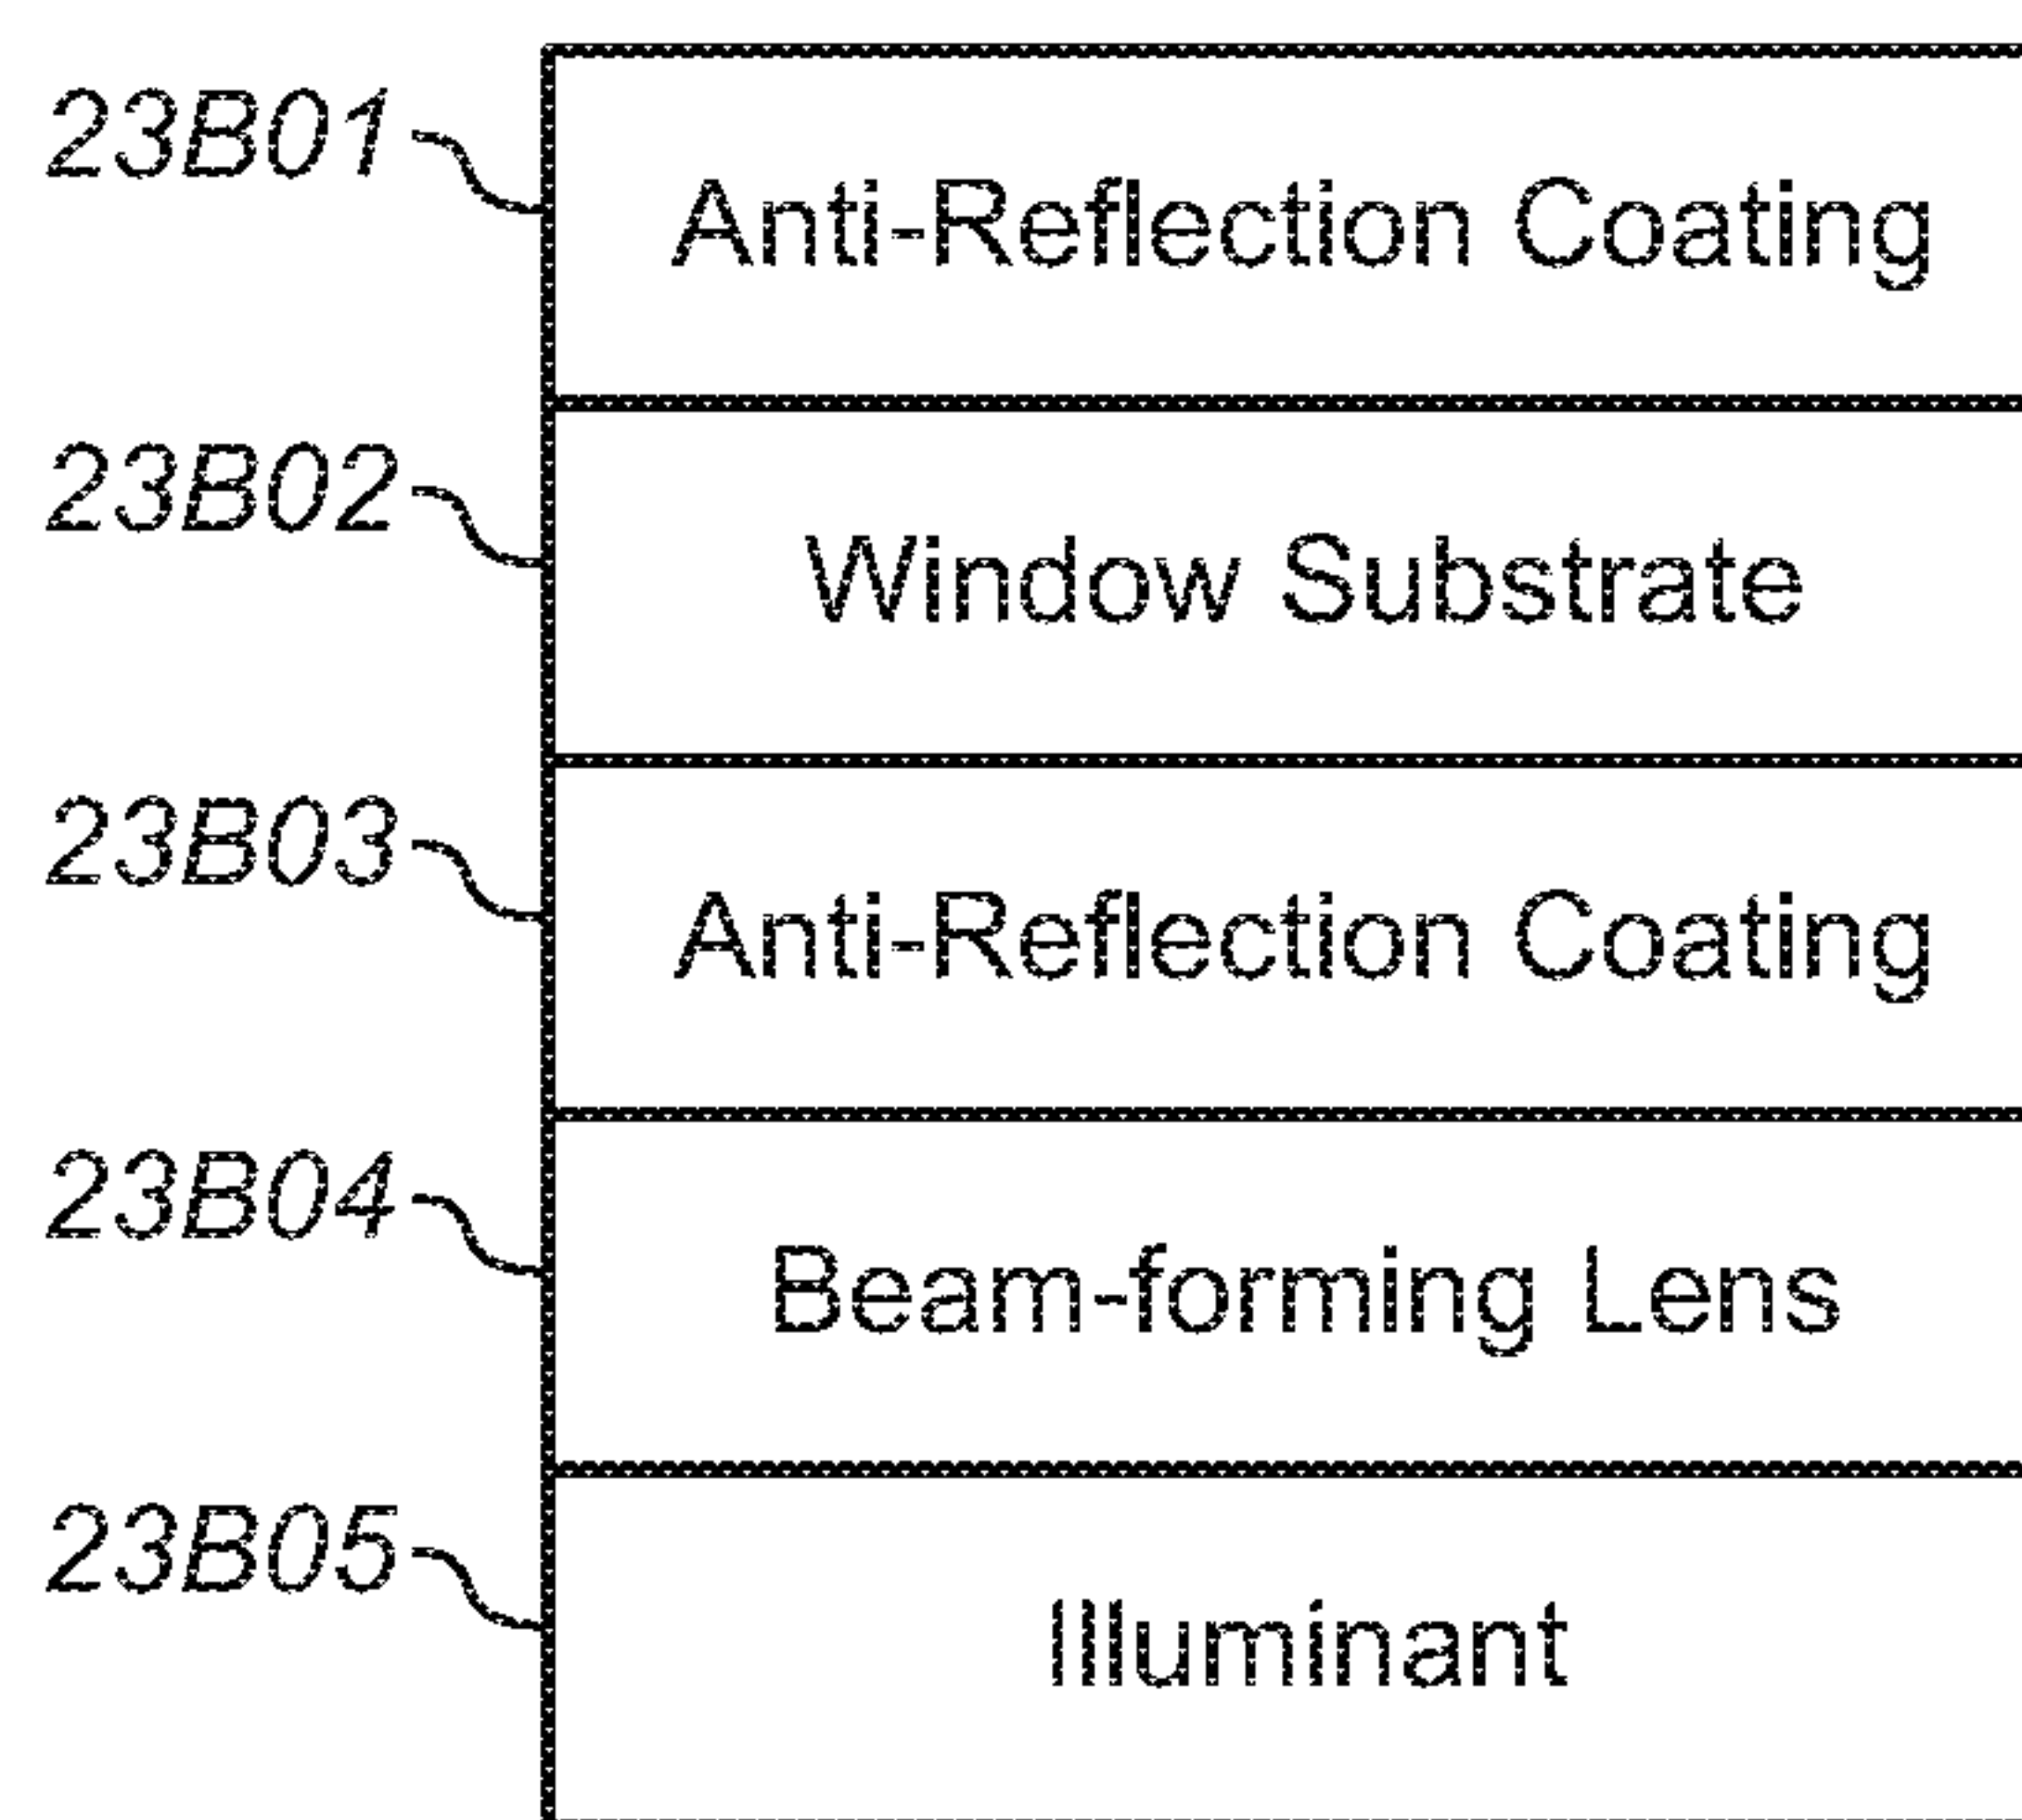 23B01
Anti-Reflection Coating
23B02
Window Substrate
23B03
Anti-Reflection Coating
23B04
Beam-forming Lens
23B05
Illuminant